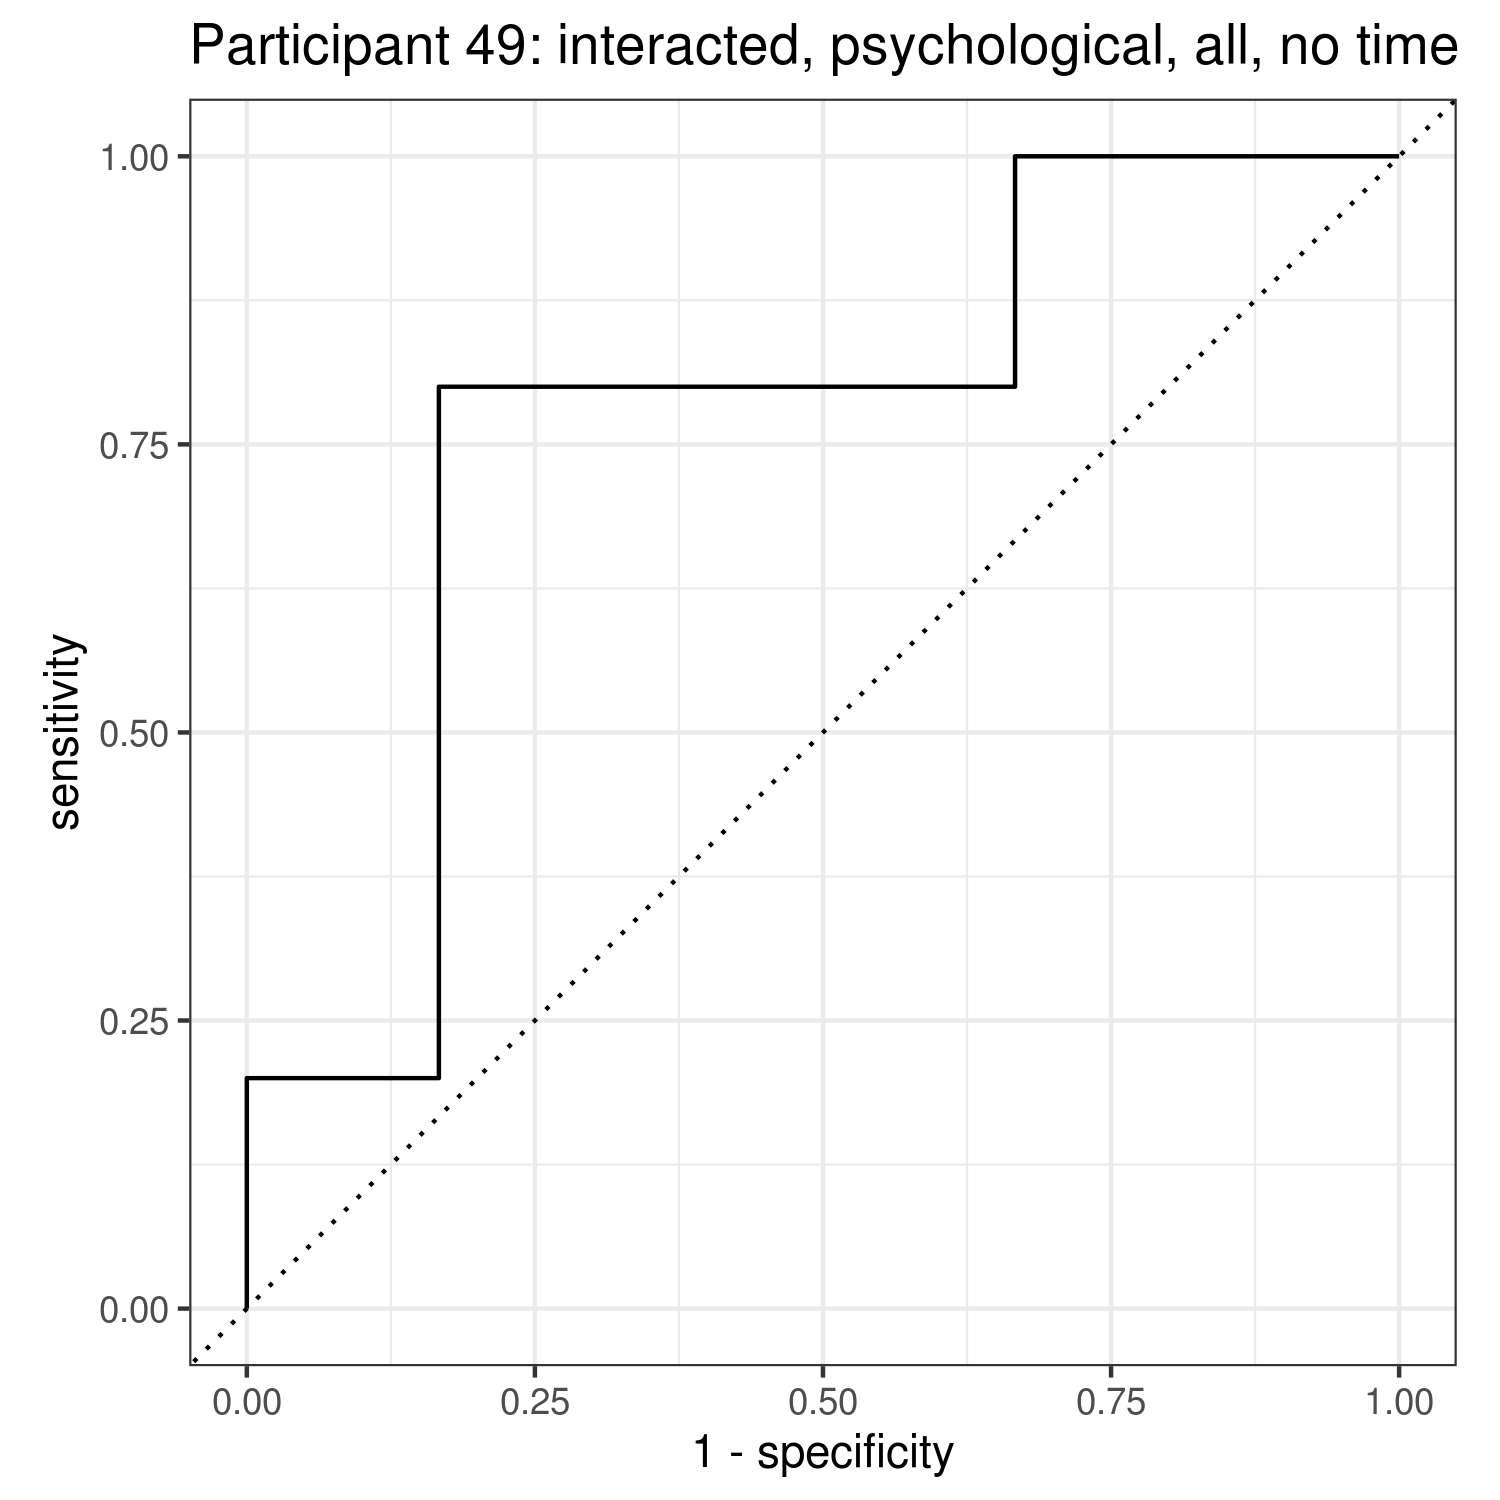 Participant 49: interacted, psychological, all, no time
1.00
0.75
0.50
0.25
0.00
sensitivity
0.00 0.25 0.50 0.75 1.00
1 - specificity